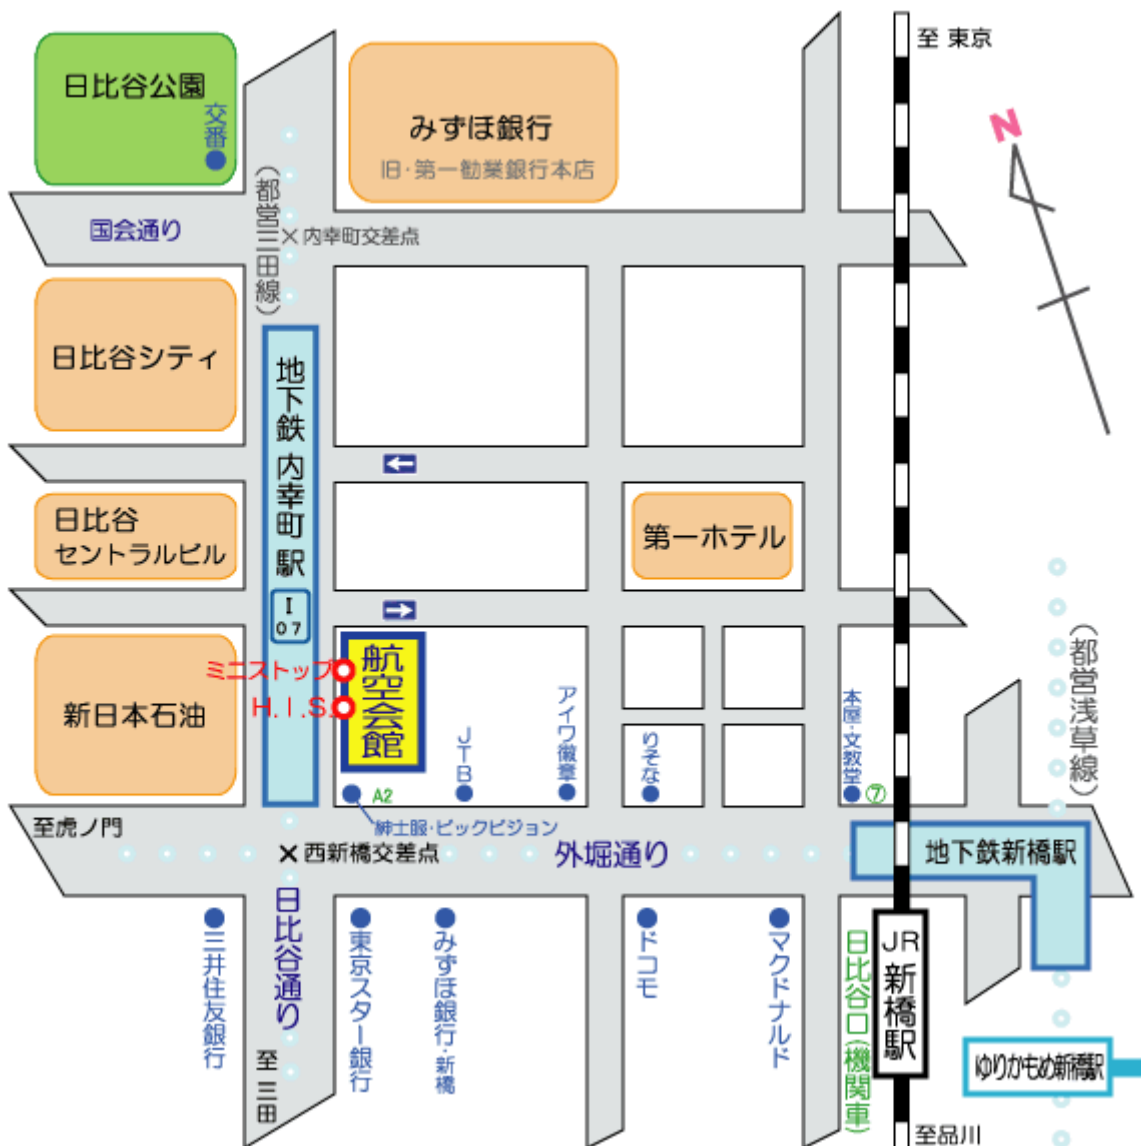 至 東京
日比谷公園
交番
みずほ銀行
旧・第一勧業銀行本店
N
国会通り
(都営三田線)
×内幸町交差点
日比谷シティ
地下鉄 内幸町 駅
I
07
日比谷
セントラルビル
第一ホテル
新日本石油
ミニストップ
H.I.S.
航空会館
JTB
アイワ徽章
りそな
本屋・文教堂
⑦
(都営浅草線)
A2
紳士服・ビックビジョン
至虎ノ門
×西新橋交差点
外堀通り
地下鉄新橋駅
日比谷通り
三井住友銀行
東京スター銀行
みずほ銀行・新橋
ドコモ
マクドナルド
日比谷口(機関車)
JR
新橋駅
ゆりかもめ新橋駅
至 三田
至品川